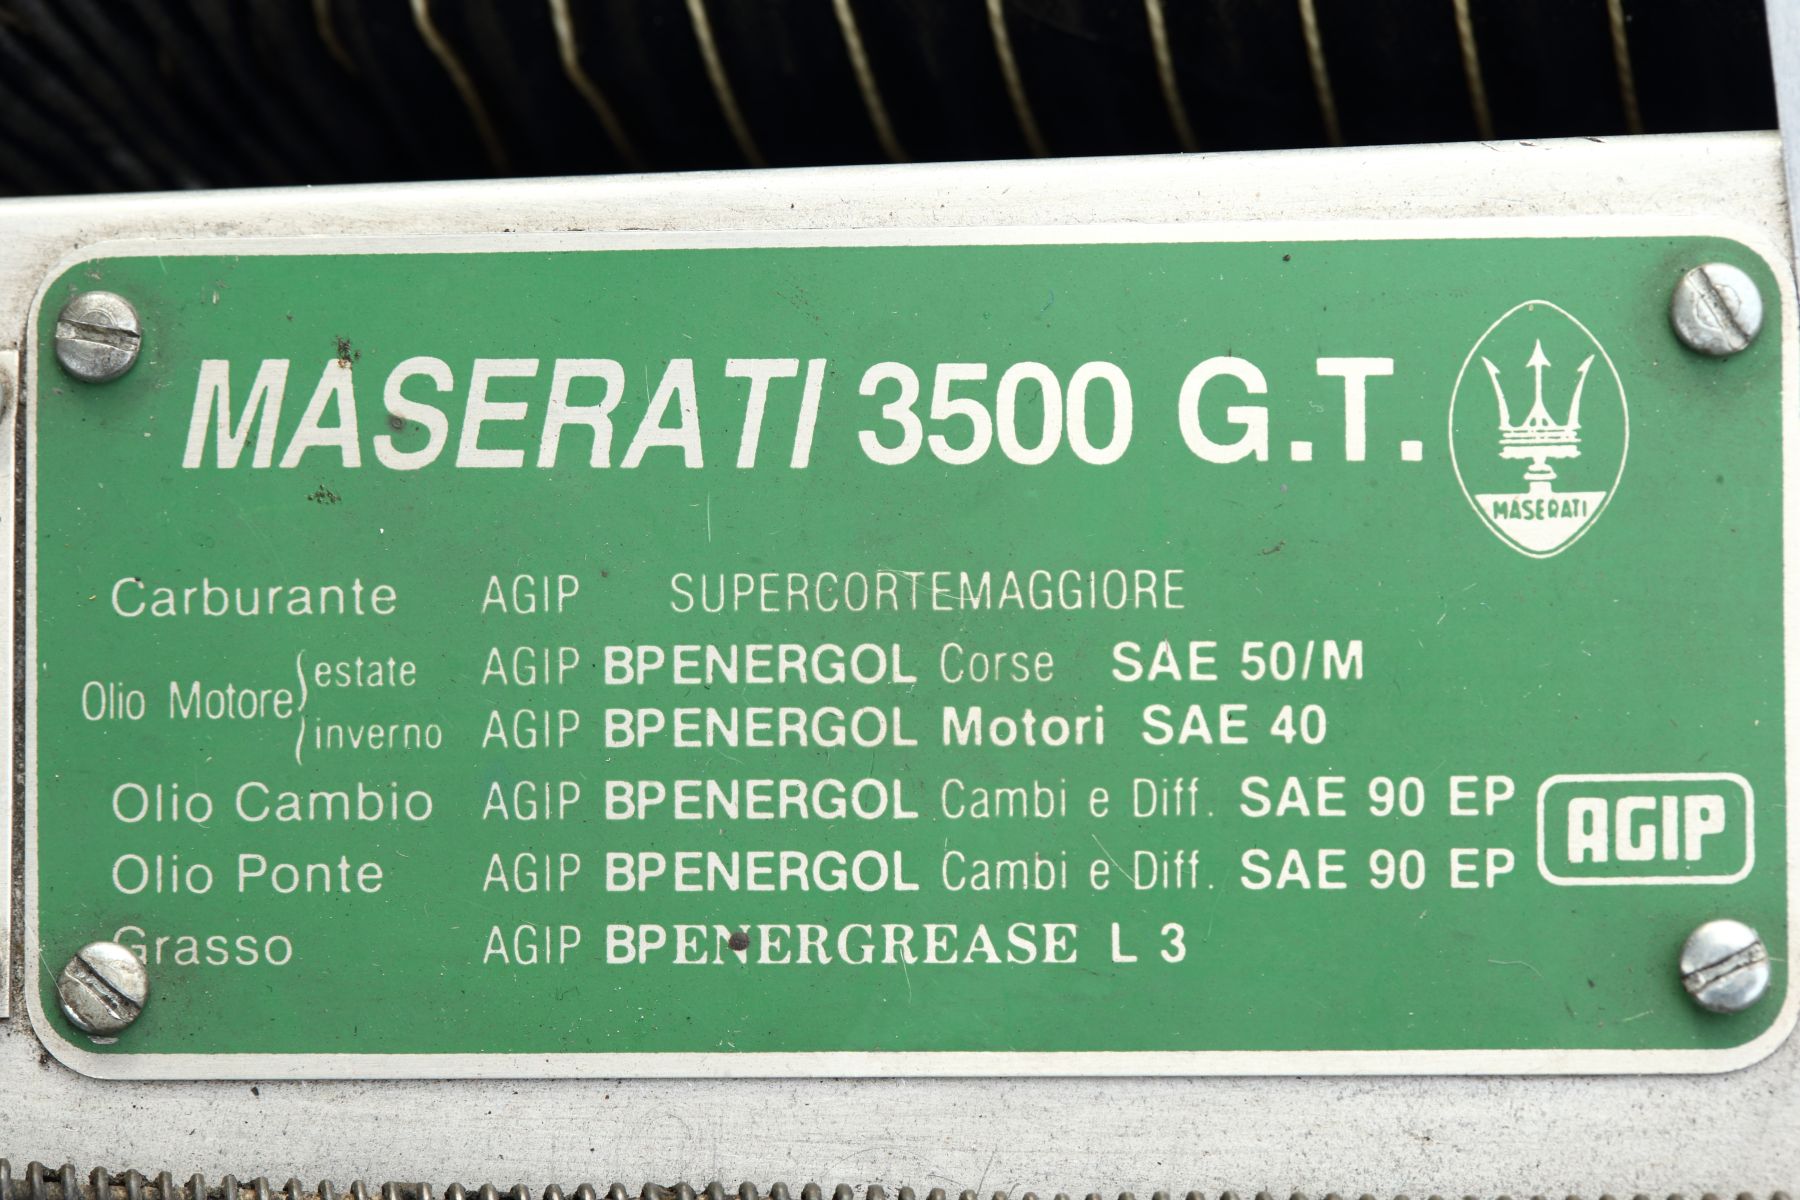 MASERATI 3500 G.T.
MASERATI
Carburante AGIP SUPERCORTEMAGGIORE
Olio Motore estate AGIP BPENERGOL Corse SAE 50/M
inverno AGIP BPENERGOL Motori SAE 40
Olio Cambio AGIP BPENERGOL Cambi e Diff. SAE 90 EP
AGIP
Olio Ponte AGIP BPENERGOL Cambi e Diff. SAE 90 EP
Grasso AGIP BPENERGREASE L 3